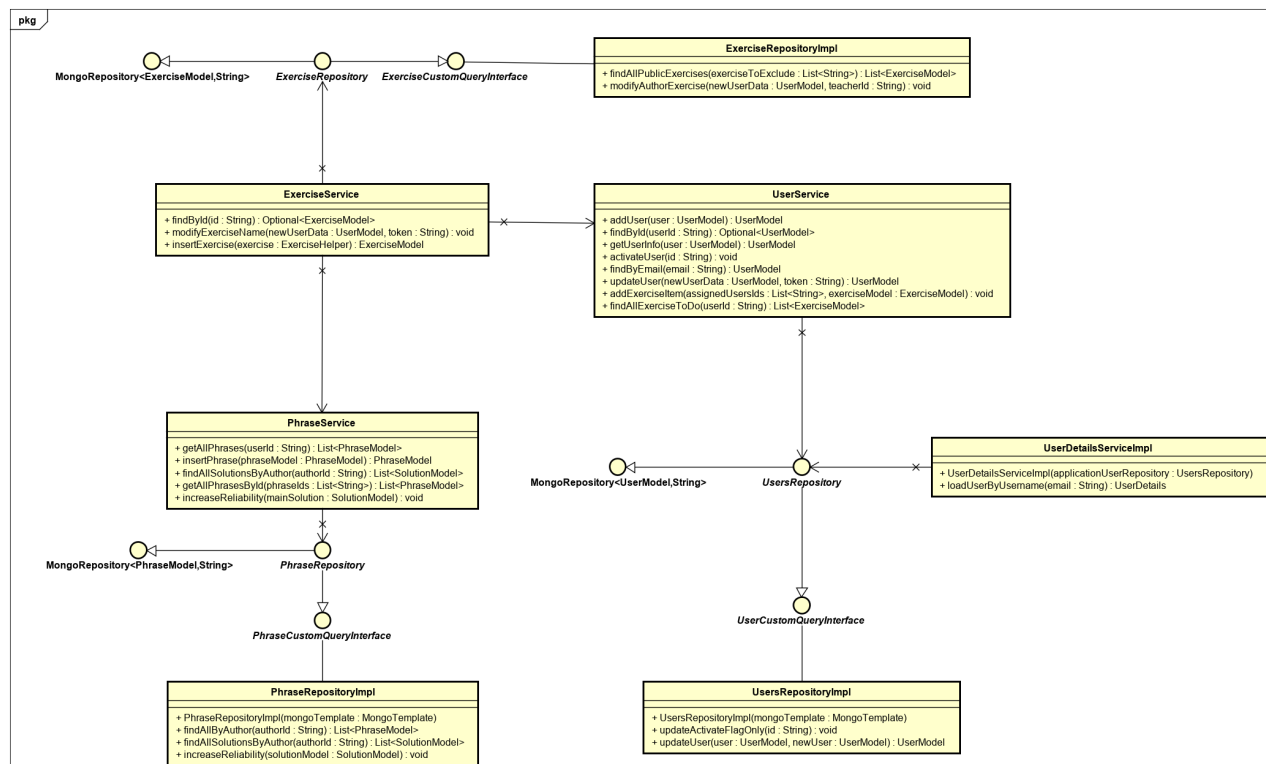 pkg
MongoRepository<ExerciseModel,String>
ExerciseRepository
ExerciseCustomQueryInterface
ExerciseRepositoryImpl
+ findAllPublicExercises(exerciseToExclude : List<String>) : List<ExerciseModel>
+ modifyAuthorExercise(newUserData : UserModel, teacherId : String) : void
ExerciseService
+ findById(id : String) : Optional<ExerciseModel>
+ modifyExerciseName(newUserData : UserModel, token : String) : void
+ insertExercise(exercise : ExerciseHelper) : ExerciseModel
UserService
+ addUser(user : UserModel) : UserModel
+ findById(userId : String) : Optional<UserModel>
+ getUserInfo(user : UserModel) : UserModel
+ activateUser(id : String) : void
+ findByEmail(email : String) : UserModel
+ updateUser(newUserData : UserModel, token : String) : UserModel
+ addExerciseItem(assignedUsersIds : List<String>, exerciseModel : ExerciseModel) : void
+ findAllExerciseToDo(userId : String) : List<ExerciseModel>
PhraseService
+ getAllPhrases(userId : String) : List<PhraseModel>
+ insertPhrase(phraseModel : PhraseModel) : PhraseModel
+ findAllSolutionsByAuthor(authorId : String) : List<SolutionModel>
+ getAllPhrasesById(phraseIds : List<String>) : List<PhraseModel>
+ increaseReliability(mainSolution : SolutionModel) : void
UserDetailsServiceImpl
+ UserDetailsServiceImpl(applicationUserRepository : UsersRepository)
+ loadUserByUsername(email : String) : UserDetails
MongoRepository<UserModel,String>
UsersRepository
MongoRepository<PhraseModel,String>
PhraseRepository
PhraseCustomQueryInterface
UserCustomQueryInterface
PhraseRepositoryImpl
+ PhraseRepositoryImpl(mongoTemplate : MongoTemplate)
+ findAllByAuthor(authorId : String) : List<PhraseModel>
+ findAllSolutionsByAuthor(authorId : String) : List<SolutionModel>
+ increaseReliability(solutionModel : SolutionModel) : void
UsersRepositoryImpl
+ UsersRepositoryImpl(mongoTemplate : MongoTemplate)
+ updateActivateFlagOnly(id : String) : void
+ updateUser(user : UserModel, newUser : UserModel) : UserModel